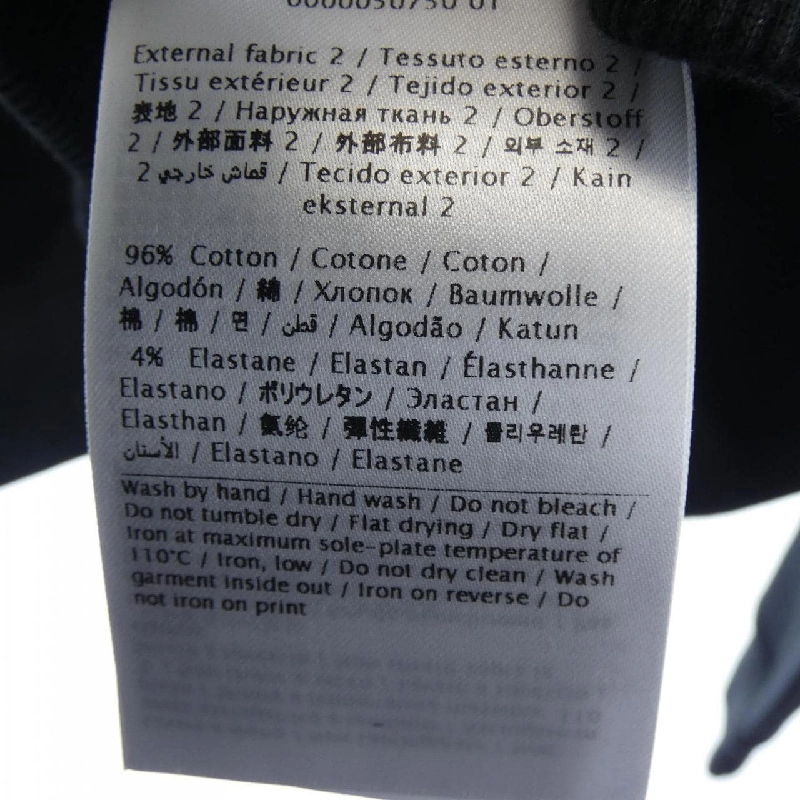 External fabric 2 / Tessuto esterno 2 /
Tissu extérieur 2 / Tejido exterior 2 /
表地 2 / Наружная ткань 2 / Oberstoff
2 / 外部面料 2 / 外部布料 2 / 외부 소재 2 /
قماش خارجي 2 / Tecido exterior 2 / Kain
eksternal 2
96% Cotton / Cotone / Coton /
Algodón / 綿 / Хлопок / Baumwolle /
棉 / 棉 / 면 / قطن / Algodão / Katun
4% Elastane / Elastan / Élasthanne /
Elastano / ポリウレタン / Эластан /
Elasthan / 氨纶 / 彈性纖維 / 폴리우레탄 /
الأستان / Elastano / Elastane
Wash by hand / Hand wash / Do not bleach /
Do not tumble dry / Flat drying / Dry flat /
Iron at maximum sole-plate temperature of
110°C / Iron, low / Do not dry clean / Wash
garment inside out / Iron on reverse / Do
not iron on print